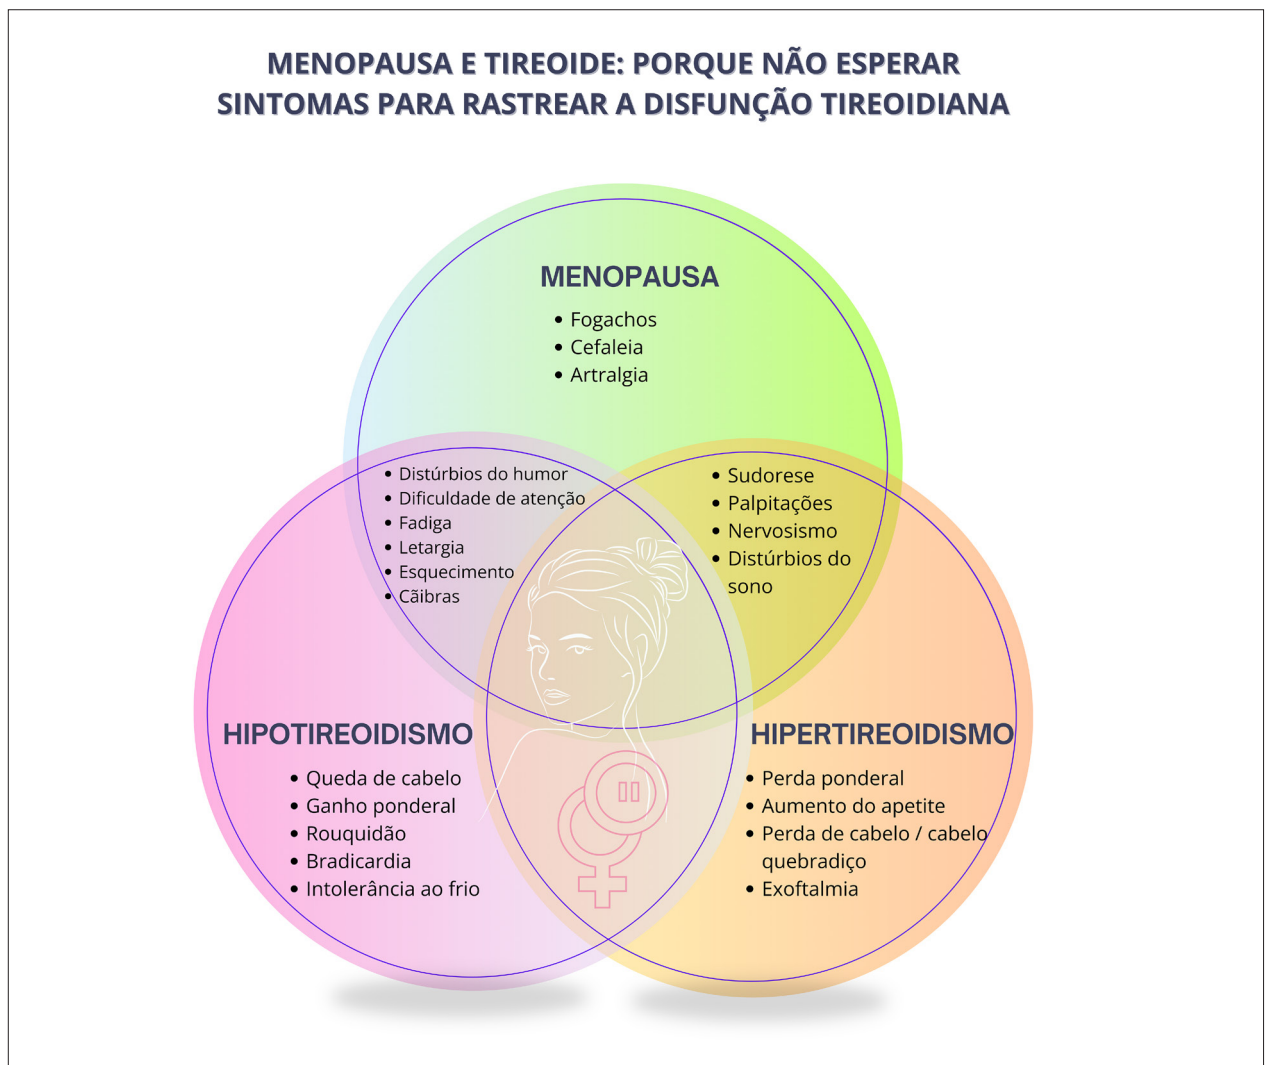 MENOPAUSA E TIREOIDE: PORQUE NÃO ESPERAR
SINTOMAS PARA RASTREAR A DISFUNÇÃO TIREOIDIANA
MENOPAUSA
• Fogachos
• Cefaleia
• Artralgia
• Distúrbios do humor
• Dificuldade de atenção
• Fadiga
• Letargia
• Esquecimento
• Cãibras
• Sudorese
• Palpitações
• Nervosismo
• Distúrbios do
sono
HIPOTIREOIDISMO
• Queda de cabelo
• Ganho ponderal
• Rouquidão
• Bradicardia
• Intolerância ao frio
HIPERTIREOIDISMO
• Perda ponderal
• Aumento do apetite
• Perda de cabelo / cabelo
quebradiço
• Exoftalmia